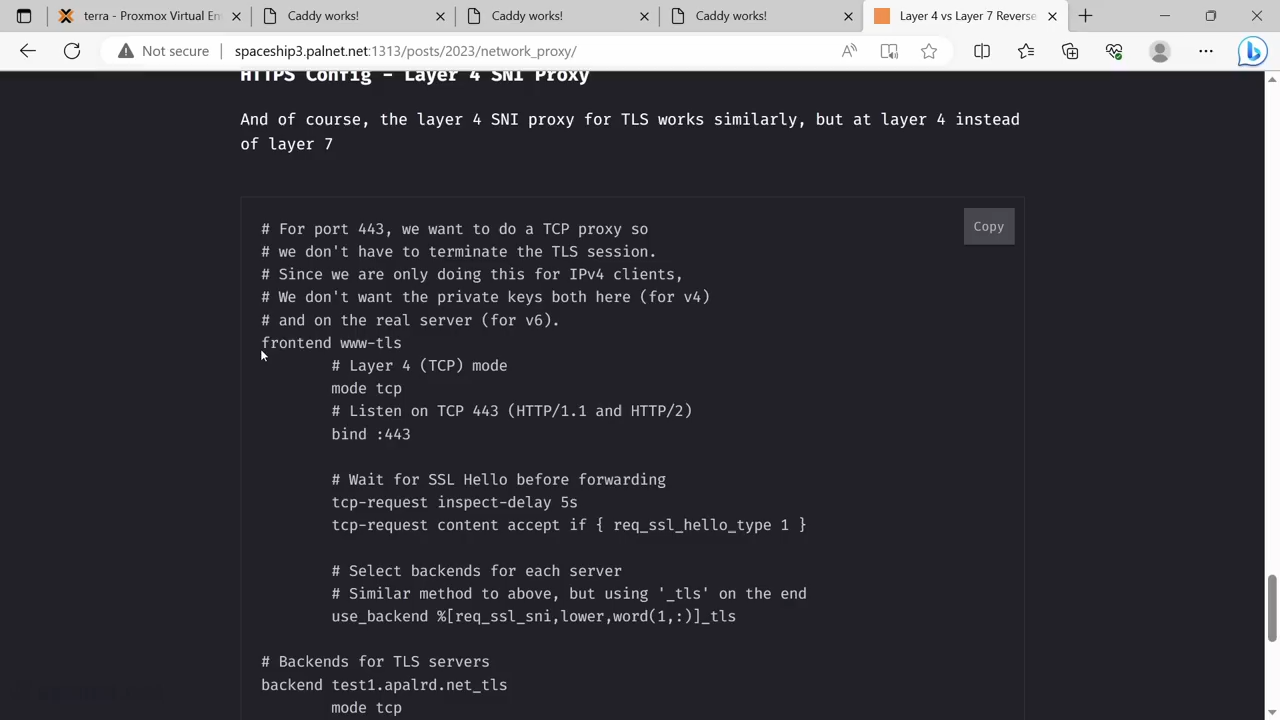 terra - Proxmox Virtual En
Caddy works!
Caddy works!
Caddy works!
Layer 4 vs Layer 7 Reverse
Not secure
spaceship3.palnet.net:1313/posts/2023/network_proxy/
HTTPS Config - Layer 4 SNI Proxy
And of course, the layer 4 SNI proxy for TLS works similarly, but at layer 4 instead
of layer 7
Copy
# For port 443, we want to do a TCP proxy so
# we don't have to terminate the TLS session.
# Since we are only doing this for IPv4 clients,
# We don't want the private keys both here (for v4)
# and on the real server (for v6).
frontend www-tls
# Layer 4 (TCP) mode
mode tcp
# Listen on TCP 443 (HTTP/1.1 and HTTP/2)
bind :443
# Wait for SSL Hello before forwarding
tcp-request inspect-delay 5s
tcp-request content accept if { req_ssl_hello_type 1 }
# Select backends for each server
# Similar method to above, but using '_tls' on the end
use_backend %[req_ssl_sni,lower,word(1,:)]_tls
# Backends for TLS servers
backend test1.apalrd.net_tls
mode tcp